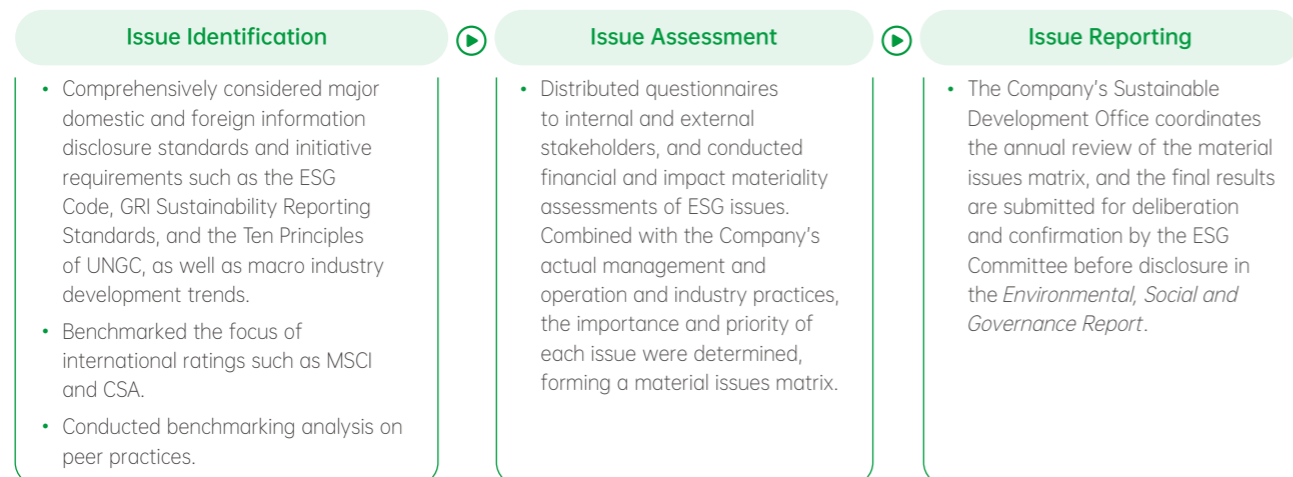 Issue Identification
• Comprehensively considered major
domestic and foreign information
disclosure standards and initiative
requirements such as the ESG
Code, GRI Sustainability Reporting
Standards, and the Ten Principles
of UNGC, as well as macro industry
development trends.
• Benchmarked the focus of
international ratings such as MSCI
and CSA.
• Conducted benchmarking analysis on
peer practices.
Issue Assessment
• Distributed questionnaires
to internal and external
stakeholders, and conducted
financial and impact materiality
assessments of ESG issues.
Combined with the Company's
actual management and
operation and industry practices,
the importance and priority of
each issue were determined,
forming a material issues matrix.
Issue Reporting
• The Company's Sustainable
Development Office coordinates
the annual review of the material
issues matrix, and the final results
are submitted for deliberation
and confirmation by the ESG
Committee before disclosure in
the Environmental, Social and
Governance Report.